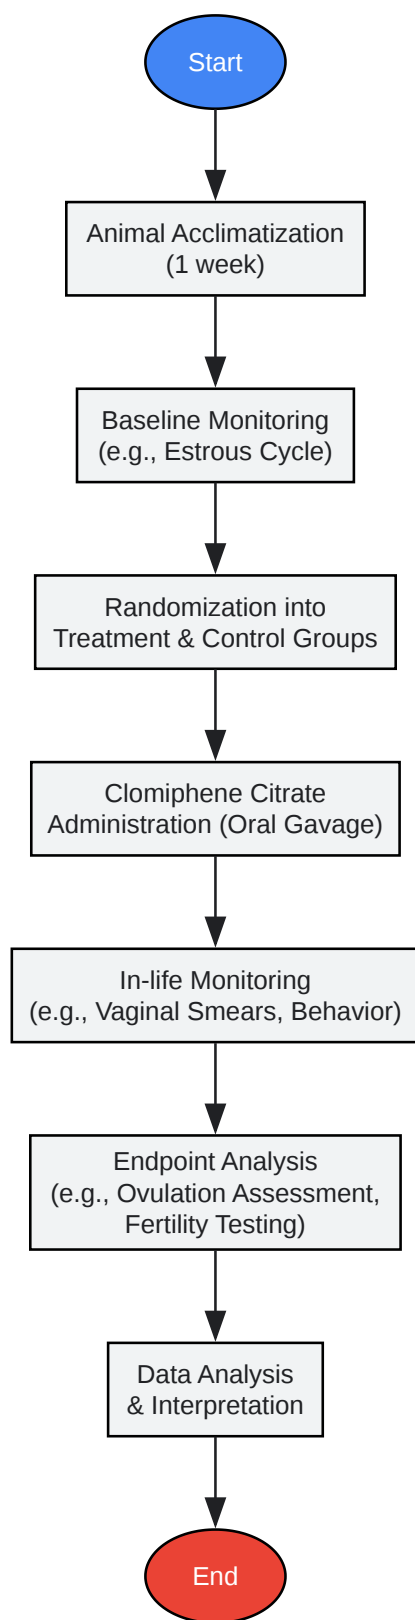 Start
Animal Acclimatization
(1 week)
Baseline Monitoring
(e.g., Estrous Cycle)
Randomization into
Treatment & Control Groups
Clomiphene Citrate
Administration (Oral Gavage)
In-life Monitoring
(e.g., Vaginal Smears, Behavior)
Endpoint Analysis
(e.g., Ovulation Assessment,
Fertility Testing)
Data Analysis
& Interpretation
End